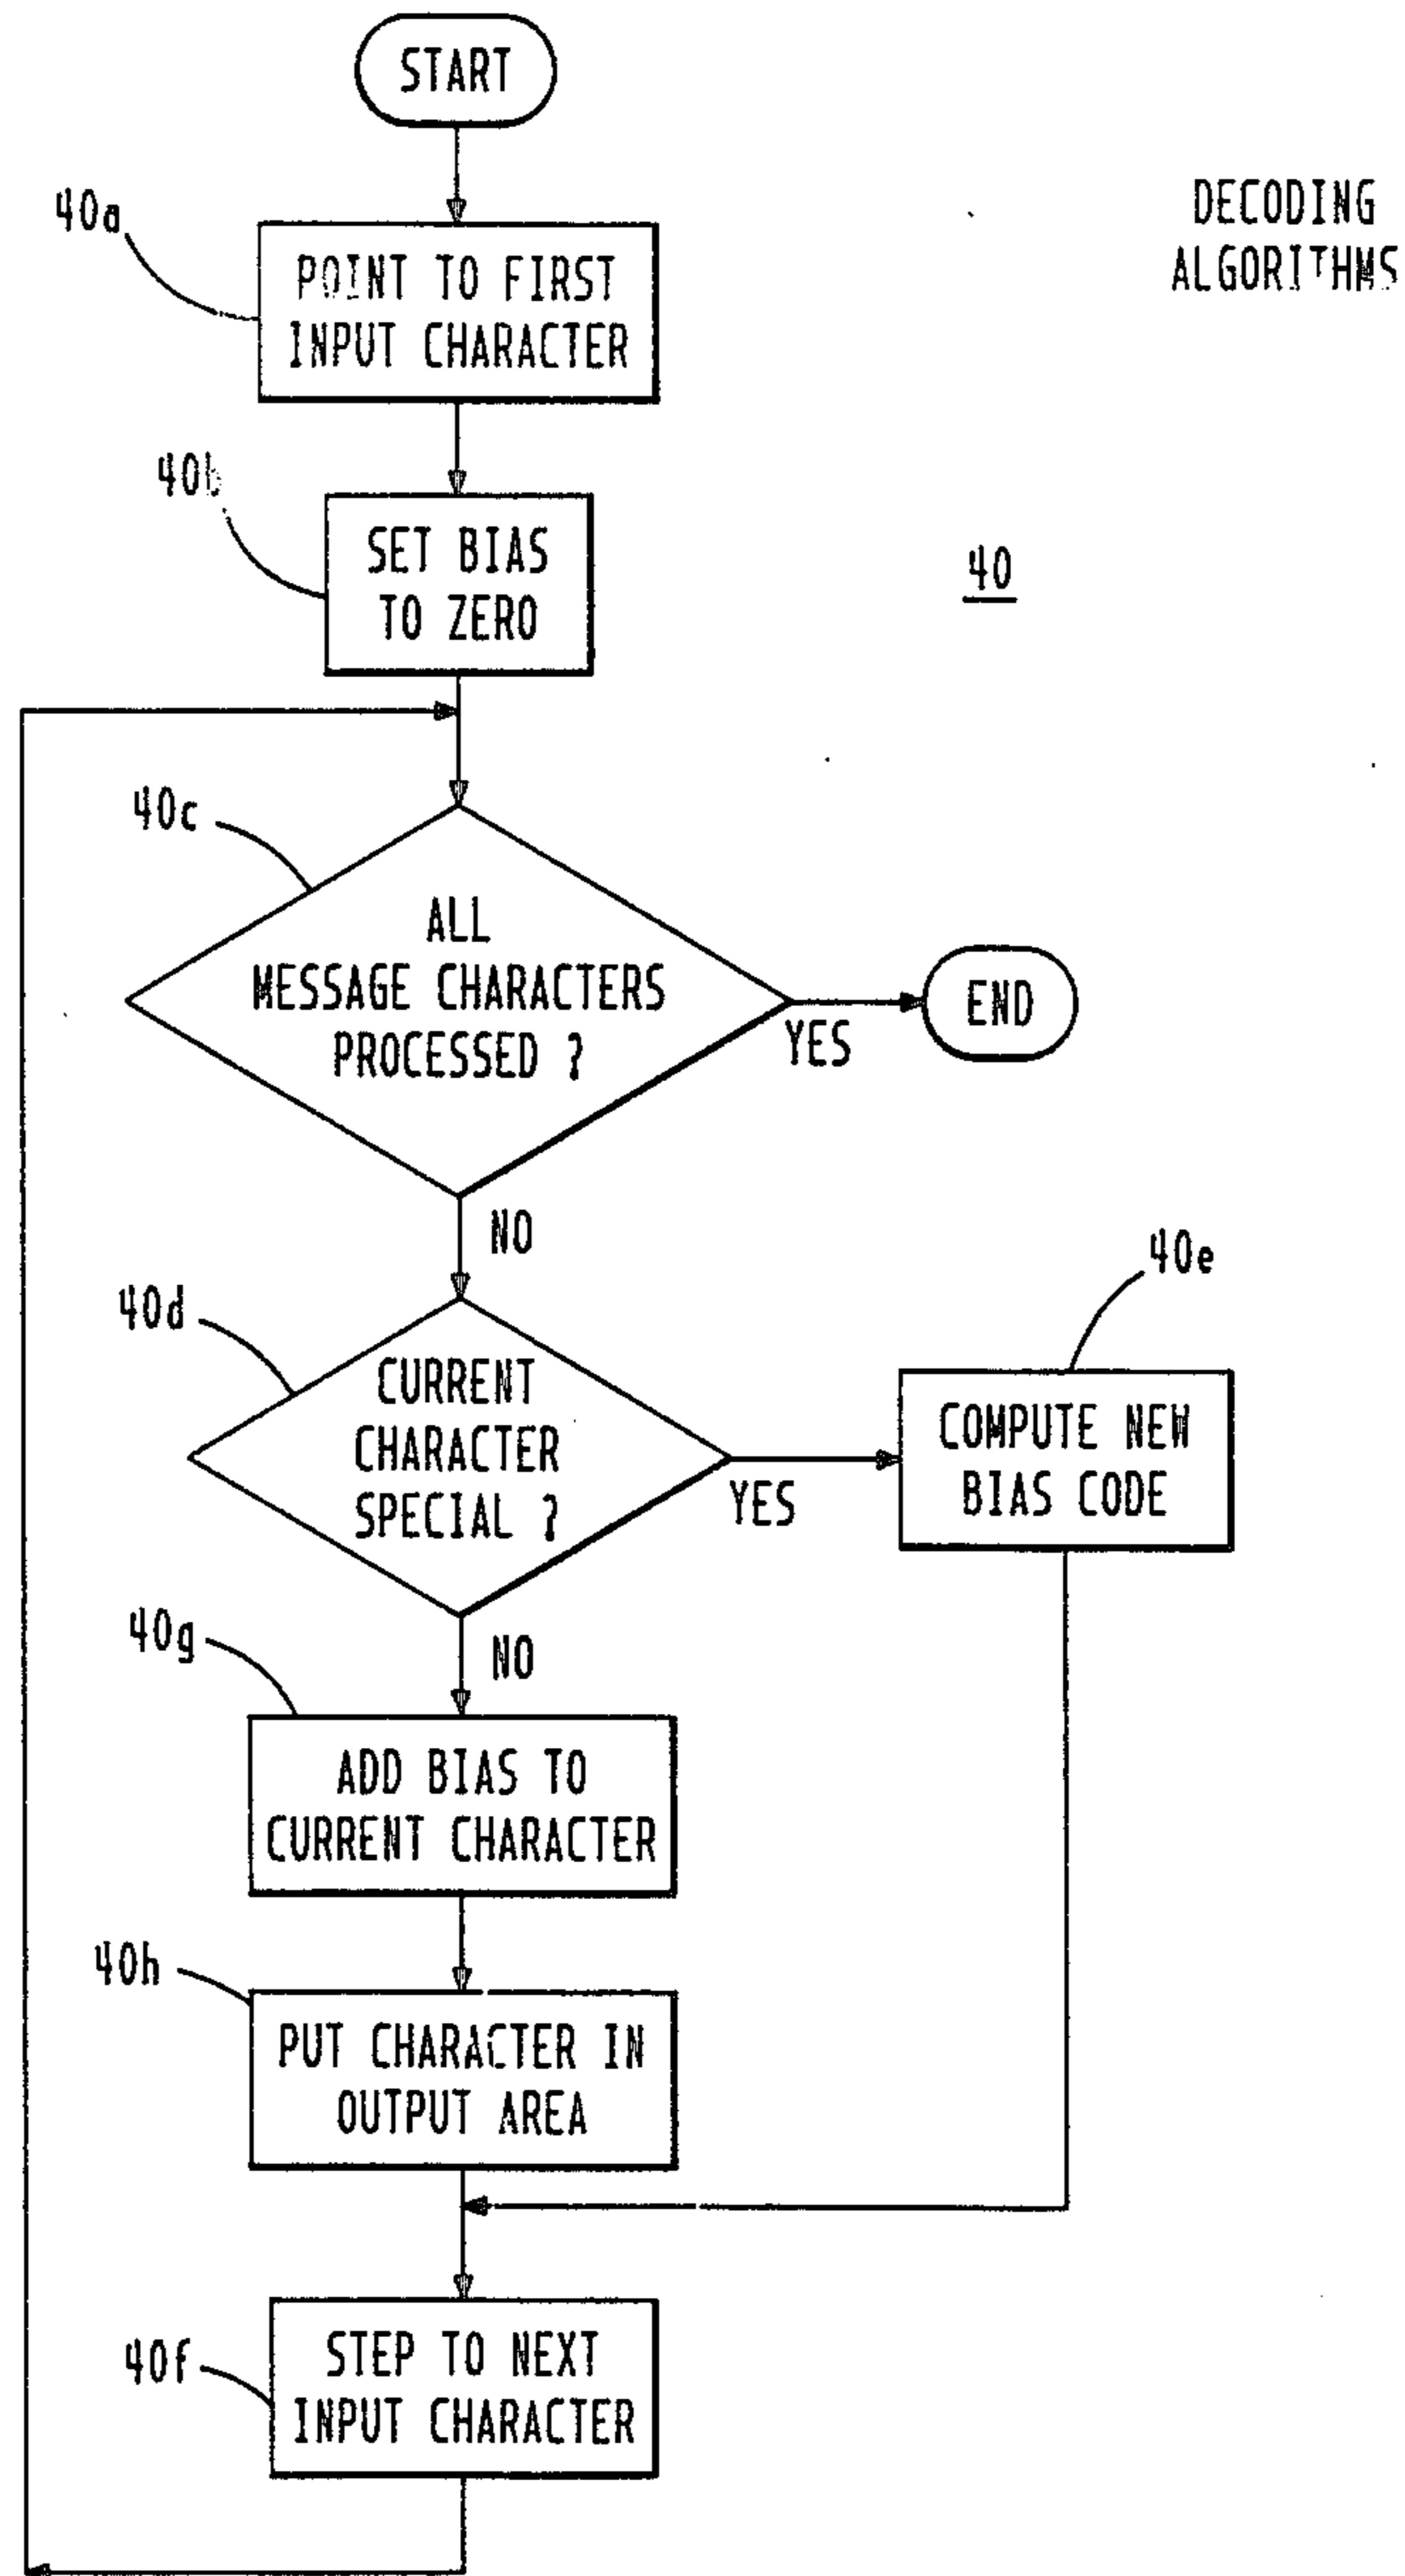 START
40a
DECODING
ALGORITHMS
POINT TO FIRST
INPUT CHARACTER
40b
SET BIAS
TO ZERO
40
40c
ALL
MESSAGE CHARACTERS
PROCESSED ?
YES
END
NO
40d
CURRENT
CHARACTER
SPECIAL ?
YES
40e
COMPUTE NEW
BIAS CODE
NO
40g
ADD BIAS TO
CURRENT CHARACTER
40h
PUT CHARACTER IN
OUTPUT AREA
40f
STEP TO NEXT
INPUT CHARACTER